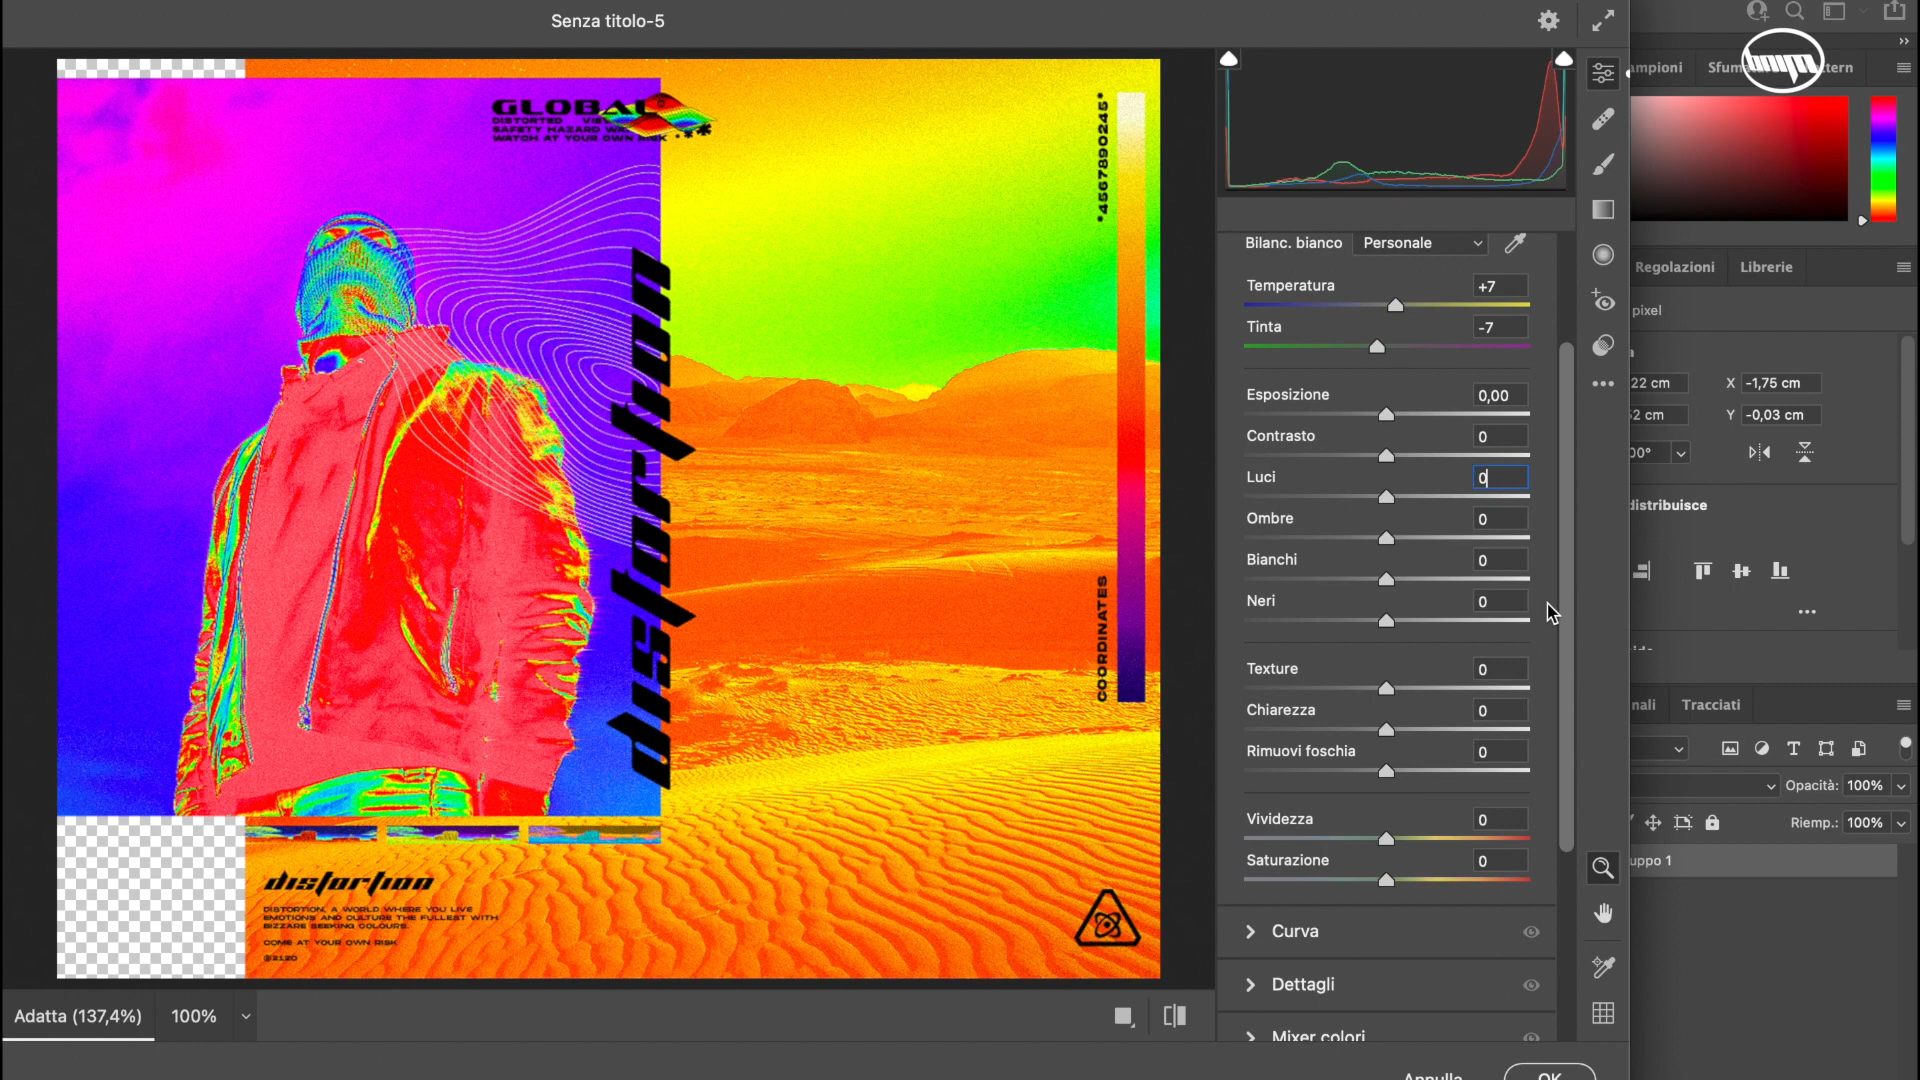 Senza titolo-5
GLOBAL
DISTORTED VIE
SAFETY HAZARD WA
WATCH AT YOUR OWN RISK
**
*4567890245*
COORDINATES
distortion
distortion
DISTORTION, A WORLD WHERE YOU LIVE
EMOTIONS AND CULTURE THE FULLEST WITH
BIZZARE SEEKING COLOURS.
COME AT YOUR OWN RISK
@2120
Adatta (137,4%)
100%
Bilanc. bianco
Personale
Temperatura
+7
Tinta
-7
Esposizione
0,00
Contrasto
0
Luci
0
Ombre
0
Bianchi
0
Neri
0
Texture
0
Chiarezza
0
Rimuovi foschia
0
Vividezza
0
Saturazione
0
Curva
Dettagli
Mixer colori
Annulla
OK
ampioni
Sfum
ttern
Regolazioni
Librerie
pixel
22 cm
X
-1,75 cm
52 cm
Y
-0,03 cm
00°
distribuisce
nali
Tracciati
Opacità:
100%
Riemp.:
100%
uppo 1